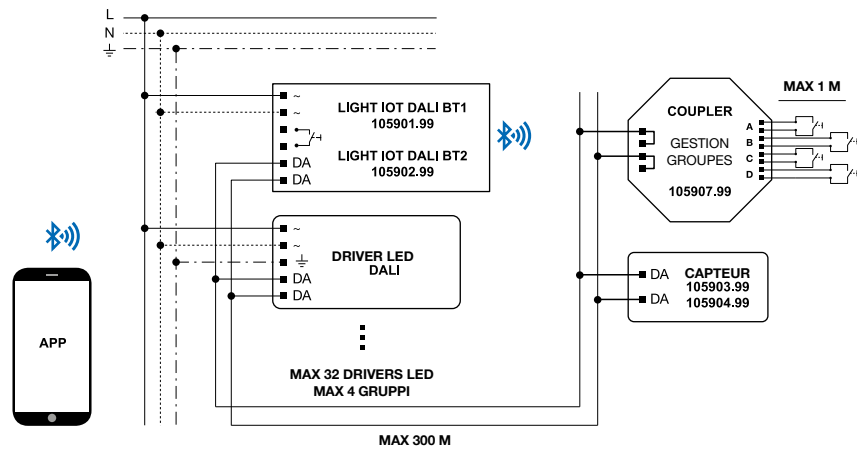 L
N
MAX 1 M
~
~
LIGHT IOT DALI BT1
105901.99
LIGHT IOT DALI BT2
105902.99
DA
DA
COUPLER
GESTION
GROUPES
105907.99
A
B
C
D
~
~
DA
DA
DRIVER LED
DALI
DA
DA
CAPTEUR
105903.99
105904.99
APP
MAX 32 DRIVERS LED
MAX 4 GRUPPI
MAX 300 M